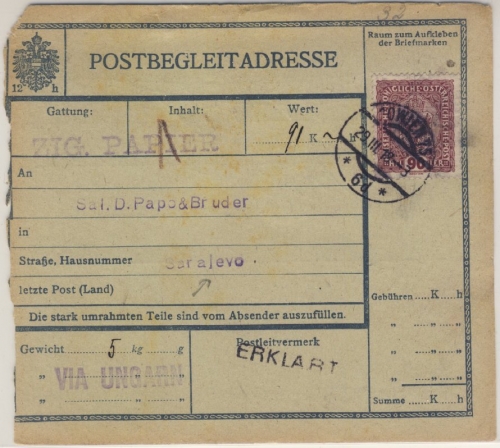 Raum zum Aufkleben
der Briefmarken
POSTBEGLEITADRESSE
12 h
Gattung: Inhalt: Wert:
ZIG. PAPIER 91 K h
An
Sal. D. Papo & Bruder
in
Straße, Hausnummer Sarajevo.
letzte Post (Land)
Die stark umrahmten Teile sind vom Absender auszufüllen.
Gebühren ....K ....h
" .... " .... "
" .... " .... "
" .... " .... "
Summe ....K ....h
Gewicht 5 kg g
Postleitvermerk
ERKLÄRT
" " "
VIA UNGARN
" " "
90